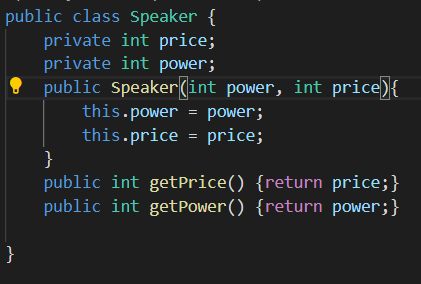 public class Speaker {
    private int price;
    private int power;
    public Speaker(int power, int price){
        this.power = power;
        this.price = price;
    }
    public int getPrice() {return price;}
    public int getPower() {return power;}
}